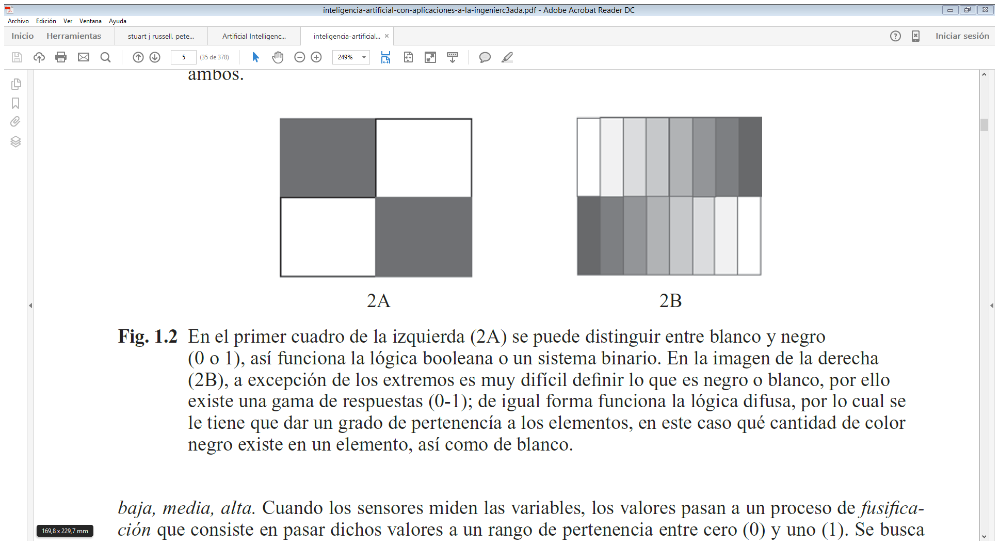 inteligencia-artificial-con-aplicaciones-a-la-ingenierc3ada.pdf - Adobe Acrobat Reader DC
Archivo Edición Ver Ventana Ayuda
Inicio Herramientas stuart j russell, pete... Artificial Intelligenc... inteligencia-artificial... × ? Iniciar sesión
5 (35 de 378) 249%
ambos.
2A 2B
Fig. 1.2 En el primer cuadro de la izquierda (2A) se puede distinguir entre blanco y negro
(0 o 1), así funciona la lógica booleana o un sistema binario. En la imagen de la derecha
(2B), a excepción de los extremos es muy difícil definir lo que es negro o blanco, por ello
existe una gama de respuestas (0-1); de igual forma funciona la lógica difusa, por lo cual se
le tiene que dar un grado de pertenencía a los elementos, en este caso qué cantidad de color
negro existe en un elemento, así como de blanco.
baja, media, alta. Cuando los sensores miden las variables, los valores pasan a un proceso de fusifica-
ción que consiste en pasar dichos valores a un rango de pertenencia entre cero (0) y uno (1). Se busca
169,8 x 229,7 mm